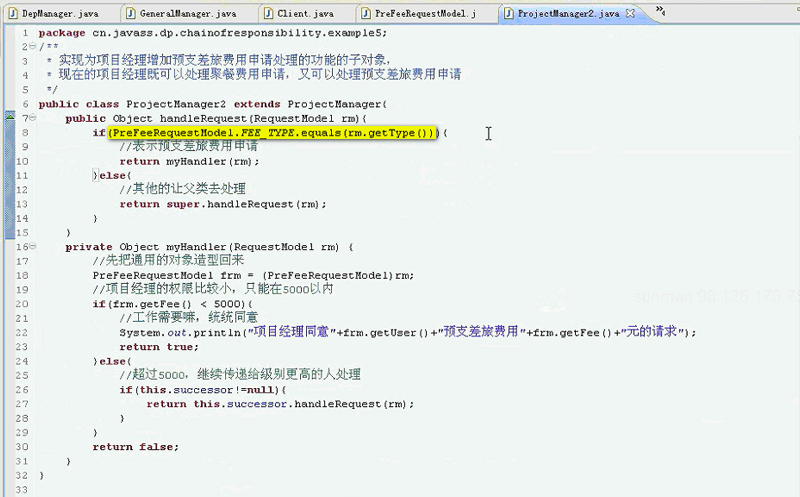 DepManager.java
GeneralManager.java
Client.java
PreFeeRequestModel.j
ProjectManager2.java
1 package cn.javass.dp.chainofresponsibility.example5;
2 /**
3 * 实现为项目经理增加预支差旅费用申请处理的功能的子对象,
4 * 现在的项目经理既可以处理聚餐费用申请，又可以处理预支差旅费用申请
5 */
6 public class ProjectManager2 extends ProjectManager{
7 public Object handleRequest(RequestModel rm){
8 if(PreFeeRequestModel.FEE_TYPE.equals(rm.getType())){
9 //表示预支差旅费用申请
10 return myHandler(rm);
11 }else{
12 //其他的让父类去处理
13 return super.handleRequest(rm);
14 }
15 }
16 private Object myHandler(RequestModel rm) {
17 //先把通用的对象造型回来
18 PreFeeRequestModel frm = (PreFeeRequestModel)rm;
19 //项目经理的权限比较小，只能在5000以内
20 if(frm.getFee() < 5000){
21 //工作需要嘛，统统同意
22 System.out.println("项目经理同意"+frm.getUser()+"预支差旅费用"+frm.getFee()+"元的请求");
23 return true;
24 }else{
25 //超过5000，继续传递给级别更高的人处理
26 if(this.successor!=null){
27 return this.successor.handleRequest(rm);
28 }
29 }
30 return false;
31 }
32 }
33